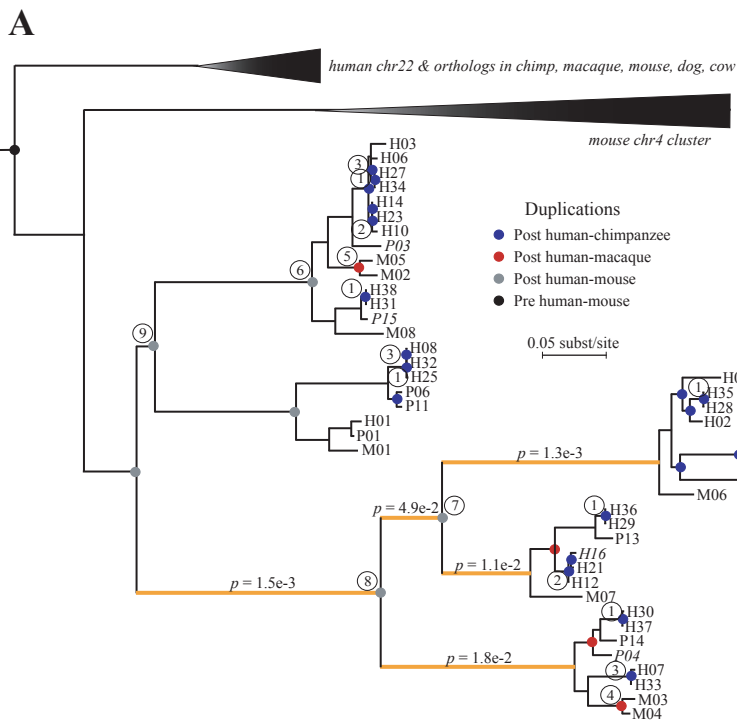 A
human chr22 & orthologs in chimp, macaque, mouse, dog, cow
mouse chr4 cluster
H03
3
H06
1
H27
H34
H14
H23
2
H10
P03
5
M05
M02
6
1
H38
H31
P15
M08
9
3
H08
H32
1
H25
P06
P11
H01
P01
M01
Duplications
Post human-chimpanzee
Post human-macaque
Post human-mouse
Pre human-mouse
0.05 subst/site
1
H35
H28
H02
M06
p = 1.3e-3
p = 4.9e-2
7
1
H36
H29
P13
H16
H21
2
H12
M07
p = 1.1e-2
p = 1.5e-3
8
1
H30
H37
P14
P04
p = 1.8e-2
3
H07
H33
4
M03
M04